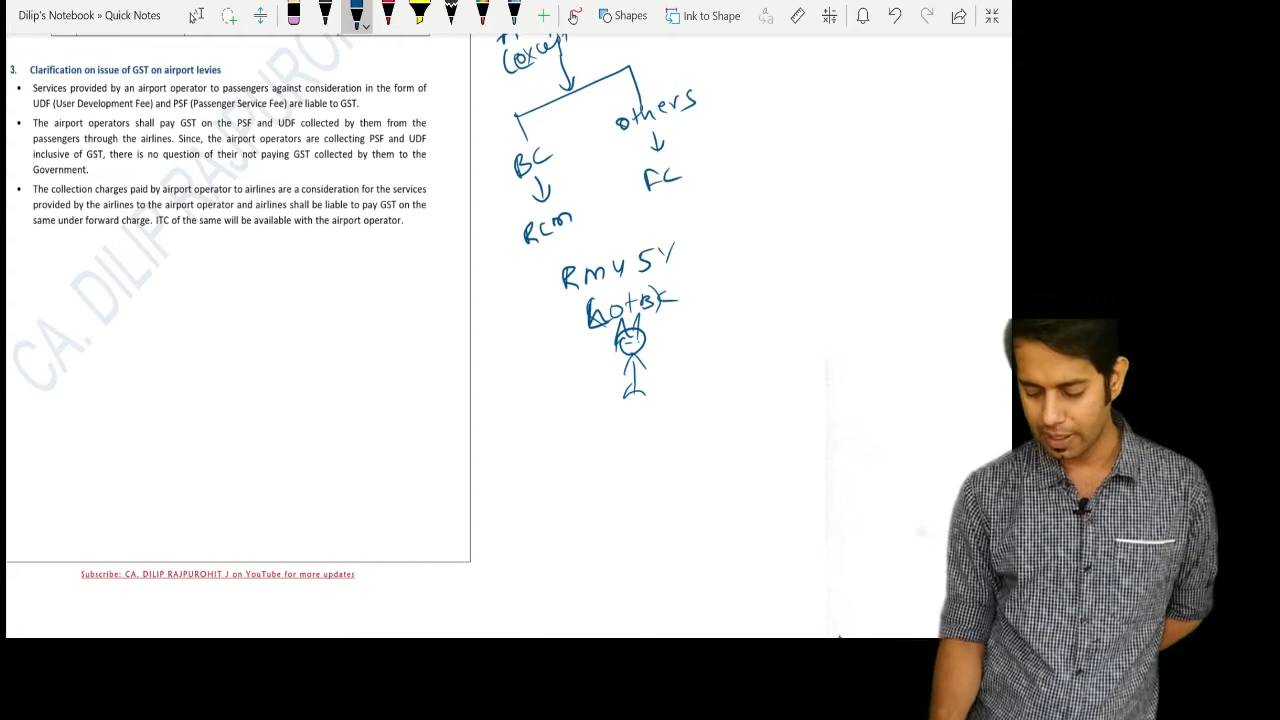 Dilip's Notebook » Quick Notes
Shapes
Ink to Shape
3. Clarification on issue of GST on airport levies
• Services provided by an airport operator to passengers against consideration in the form of
UDF (User Development Fee) and PSF (Passenger Service Fee) are liable to GST.
• The airport operators shall pay GST on the PSF and UDF collected by them from the
passengers through the airlines. Since, the airport operators are collecting PSF and UDF
inclusive of GST, there is no question of their not paying GST collected by them to the
Government.
• The collection charges paid by airport operator to airlines are a consideration for the services
provided by the airlines to the airport operator and airlines shall be liable to pay GST on the
same under forward charge. ITC of the same will be available with the airport operator.
CA. DILIP RAJPUROH
Subscribe: CA. DILIP RAJPUROHIT J on YouTube for more updates
others
BC
FC
RCM